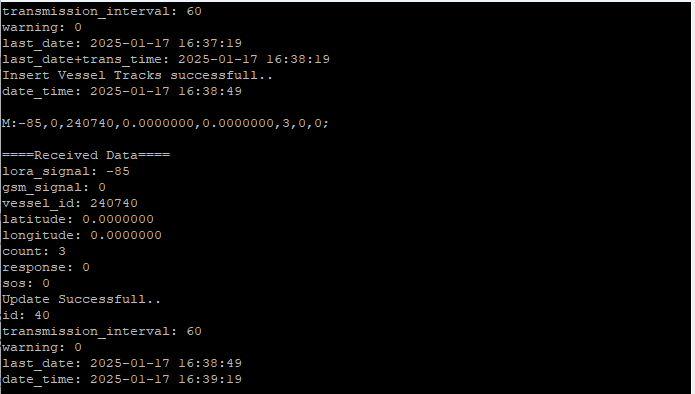 transmission_interval: 60
warning: 0
last_date: 2025-01-17 16:37:19
last_date+trans_time: 2025-01-17 16:38:19
Insert Vessel Tracks successfull..
date_time: 2025-01-17 16:38:49
M:-85,0,240740,0.0000000,0.0000000,3,0,0;
====Received Data====
lora_signal: -85
gsm_signal: 0
vessel_id: 240740
latitude: 0.0000000
longitude: 0.0000000
count: 3
response: 0
sos: 0
Update Successfull..
id: 40
transmission_interval: 60
warning: 0
last_date: 2025-01-17 16:38:49
date_time: 2025-01-17 16:39:19